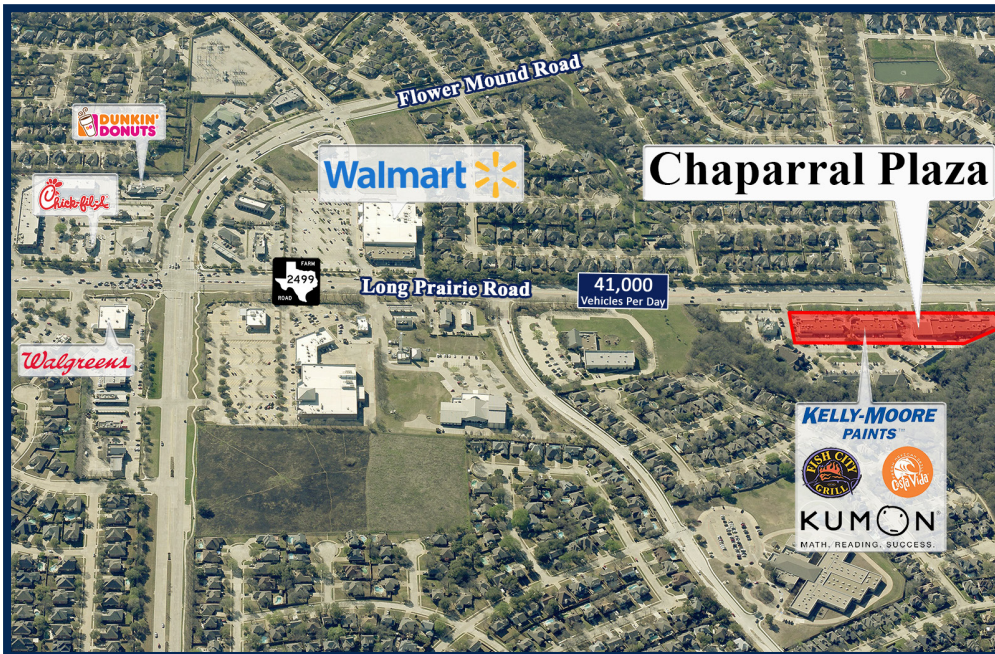 Flower Mound Road
DUNKIN'
DONUTS
Chick-fil-A
Walmart
Chaparral Plaza
FARM
2499
ROAD
Long Prairie Road
41,000
Vehicles Per Day
Walgreens
KELLY-MOORE
PAINTS™
FISH CITY
GRILL
Costa Vida
KUMON®
MATH. READING. SUCCESS.